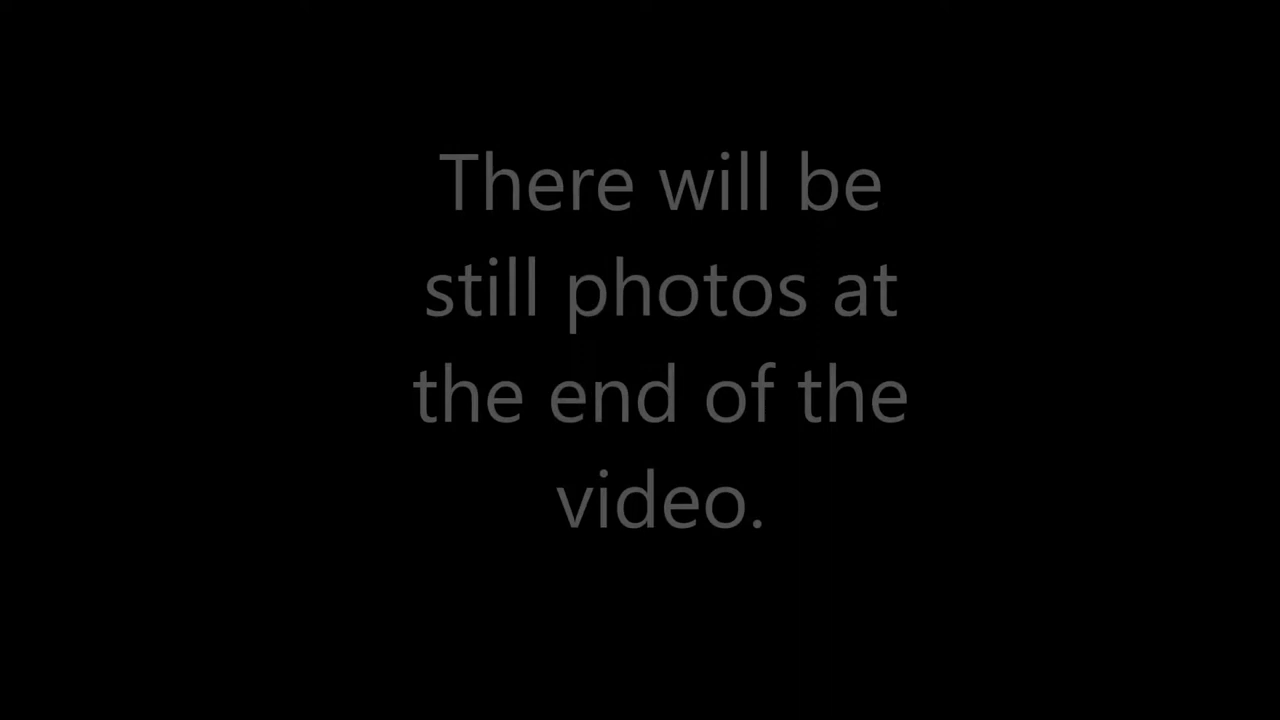 There will be
still photos at
the end of the
video.